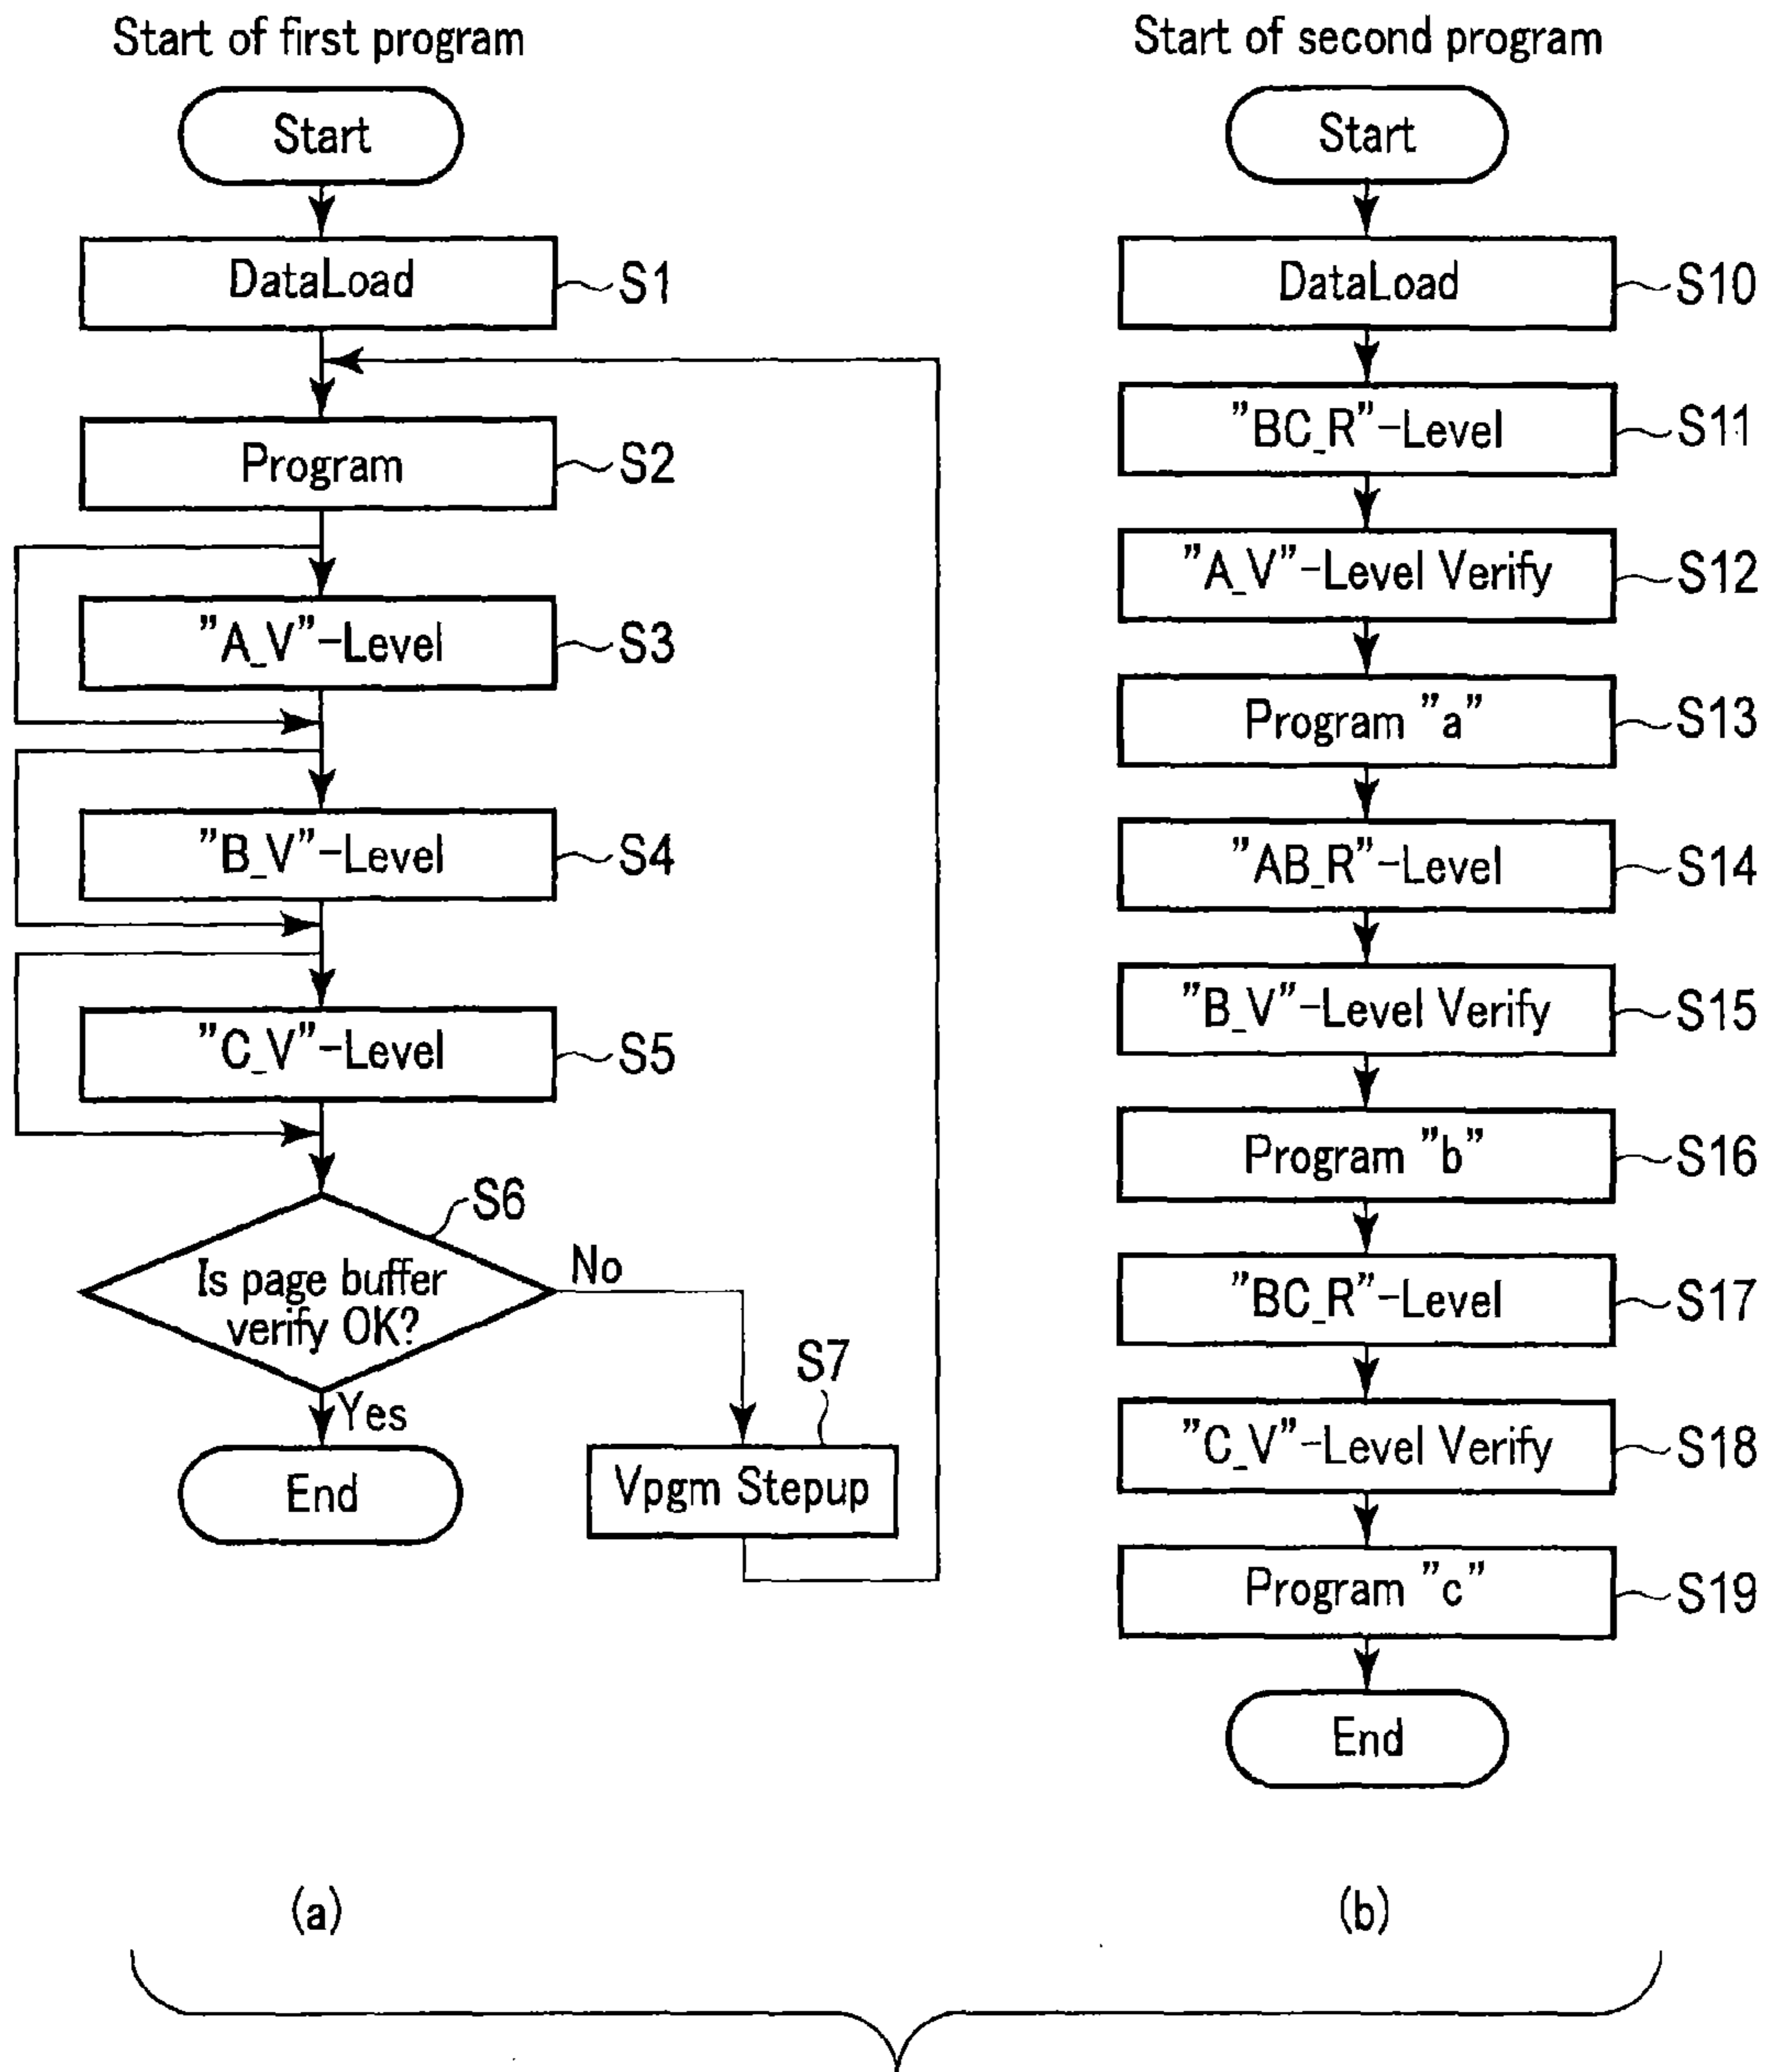 Start of first program
Start
DataLoad
S1
Program
S2
”A_V”-Level
S3
”B_V”-Level
S4
”C_V”-Level
S5
S6
Is page buffer
verify OK?
No
Yes
S7
Vpgm Stepup
End
(a)
Start of second program
Start
DataLoad
S10
”BC_R”-Level
S11
”A_V”-Level Verify
S12
Program ”a”
S13
”AB_R”-Level
S14
”B_V”-Level Verify
S15
Program ”b”
S16
”BC_R”-Level
S17
”C_V”-Level Verify
S18
Program ”c”
S19
End
(b)